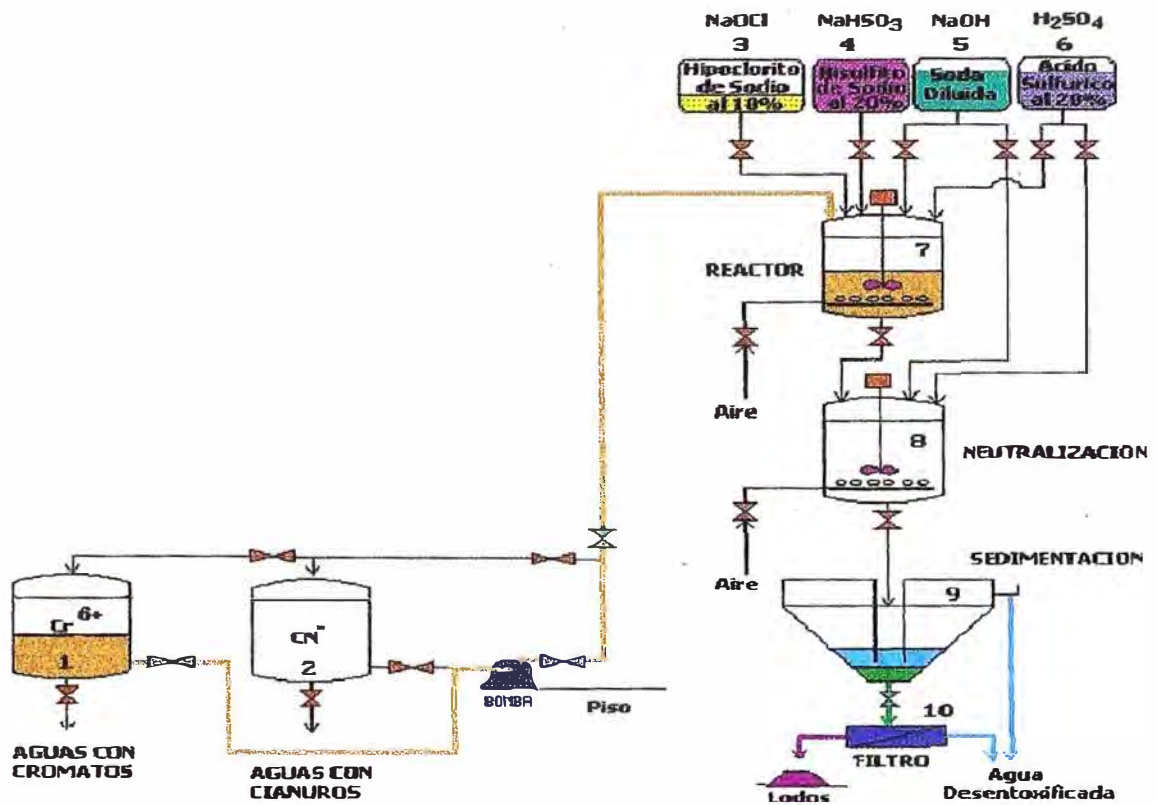 NaOCl
3
NaHSO3
4
NaOH
5
H2SO4
6
Hipoclorito
de Sodio
al 10%
Bisulfito
de Sodio
al 20%
Soda
Diluida
Acido
Sulfurico
al 20%
REACTOR
7
Aire
8
NEUTRALIZACION
Aire
SEDIMENTACION
9
Cr6+
1
CN-
2
BOMBA
Piso
AGUAS CON
CROMATOS
AGUAS CON
CIANUROS
10
FILTRO
Lodos
Agua
Desentoxificada